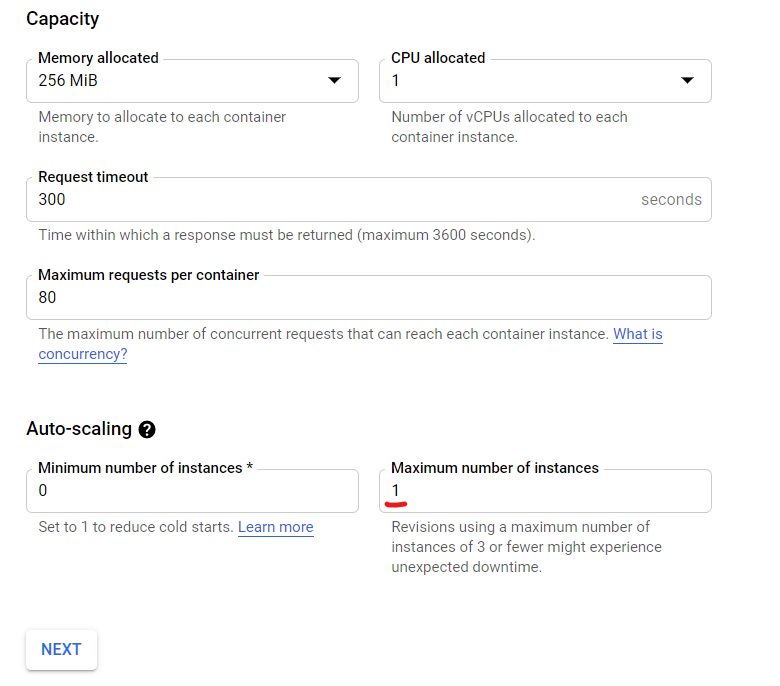 Capacity
Memory allocated
CPU allocated
256 MiB
1
Memory to allocate to each container
instance.
Number of vCPUs allocated to each
container instance.
Request timeout
300
seconds
Time within which a response must be returned (maximum 3600 seconds).
Maximum requests per container
80
The maximum number of concurrent requests that can reach each container instance. What is
concurrency?
Auto-scaling ?
Minimum number of instances *
Maximum number of instances
0
1
Set to 1 to reduce cold starts. Learn more
Revisions using a maximum number of
instances of 3 or fewer might experience
unexpected downtime.
NEXT